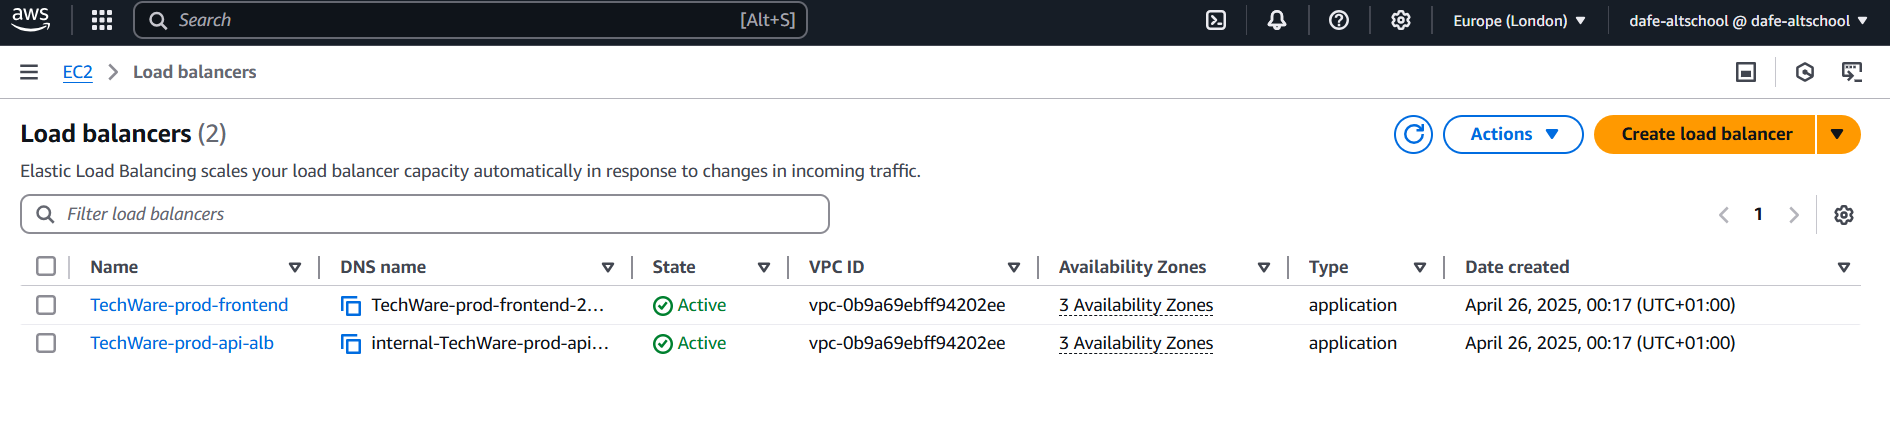 aws Search [Alt+S] Europe (London) dafe-altschool @ dafe-altschool
EC2 Load balancers
Load balancers (2) Actions Create load balancer
Elastic Load Balancing scales your load balancer capacity automatically in response to changes in incoming traffic.
Filter load balancers 1
Name DNS name State VPC ID Availability Zones Type Date created
TechWare-prod-frontend TechWare-prod-frontend-2... Active vpc-0b9a69ebff94202ee 3 Availability Zones application April 26, 2025, 00:17 (UTC+01:00)
TechWare-prod-api-alb internal-TechWare-prod-api... Active vpc-0b9a69ebff94202ee 3 Availability Zones application April 26, 2025, 00:17 (UTC+01:00)